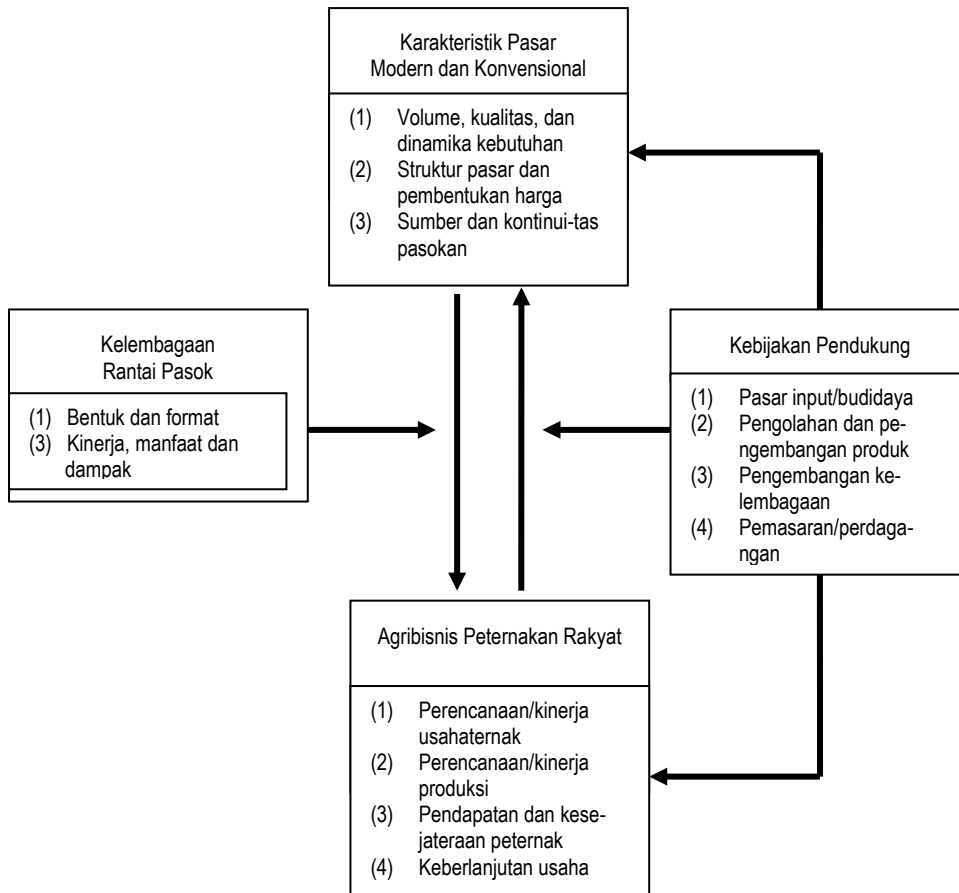 Karakteristik Pasar
Modern dan Konvensional
(1) Volume, kualitas, dan
dinamika kebutuhan
(2) Struktur pasar dan
pembentukan harga
(3) Sumber dan kontinui-tas
pasokan
Kelembagaan
Rantai Pasok
(1) Bentuk dan format
(3) Kinerja, manfaat dan
dampak
Kebijakan Pendukung
(1) Pasar input/budidaya
(2) Pengolahan dan pe-
ngembangan produk
(3) Pengembangan ke-
lembagaan
(4) Pemasaran/perdaga-
ngan
Agribisnis Peternakan Rakyat
(1) Perencanaan/kinerja
usahaternak
(2) Perencanaan/kinerja
produksi
(3) Pendapatan dan kese-
jateraan peternak
(4) Keberlanjutan usaha